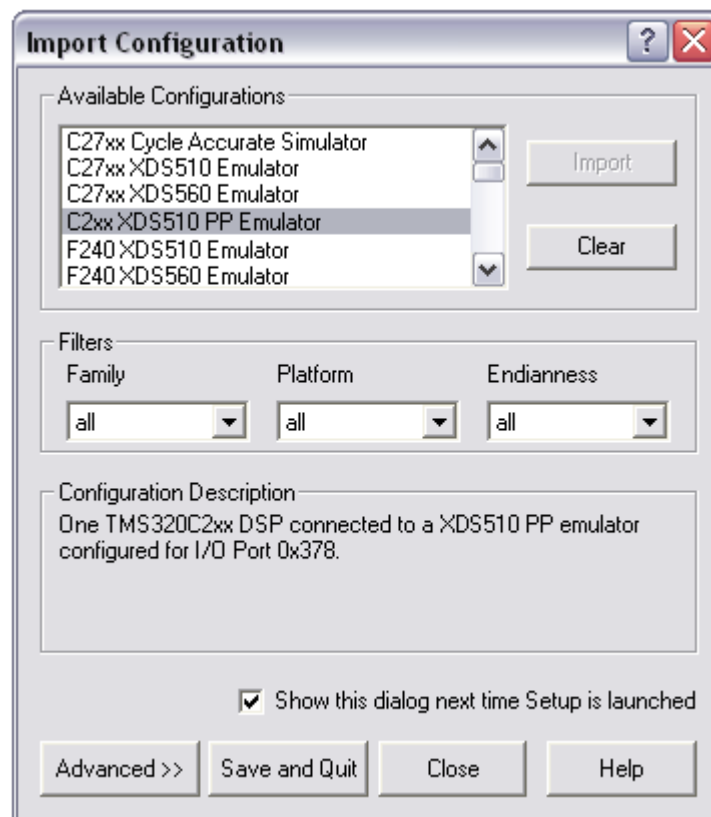 Import Configuration
Available Configurations
C27xx Cycle Accurate Simulator
C27xx XDS510 Emulator
C27xx XDS560 Emulator
C2xx XDS510 PP Emulator
F240 XDS510 Emulator
F240 XDS560 Emulator
Import
Clear
Filters
Family
Platform
Endianness
all
all
all
Configuration Description
One TMS320C2xx DSP connected to a XDS510 PP emulator
configured for I/O Port 0x378.
Show this dialog next time Setup is launched
Advanced >>
Save and Quit
Close
Help